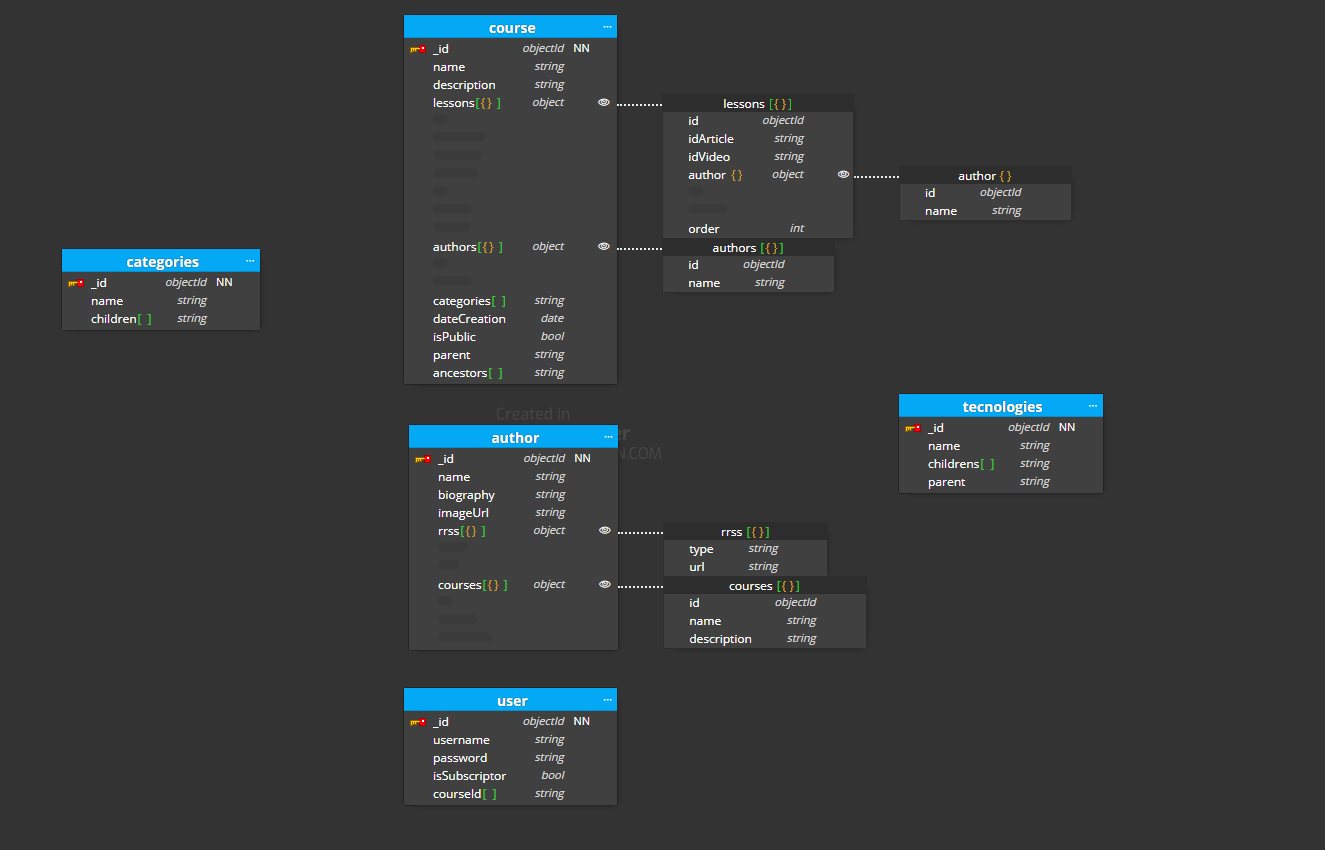 course
_id objectId NN
name string
description string
lessons[{} ] object
authors[{} ] object
categories[ ] string
dateCreation date
isPublic bool
parent string
ancestors[ ] string
lessons [{}]
id objectId
idArticle string
idVideo string
author {} object
order int
author {}
id objectId
name string
authors [{}]
id objectId
name string
categories
_id objectId NN
name string
children[ ] string
Created in
N.COM
tecnologies
_id objectId NN
name string
childrens[ ] string
parent string
author
_id objectId NN
name string
biography string
imageUrl string
rrss[{} ] object
courses[{} ] object
rrss [{}]
type string
url string
courses [{}]
id objectId
name string
description string
user
_id objectId NN
username string
password string
isSubscriptor bool
courseId[ ] string